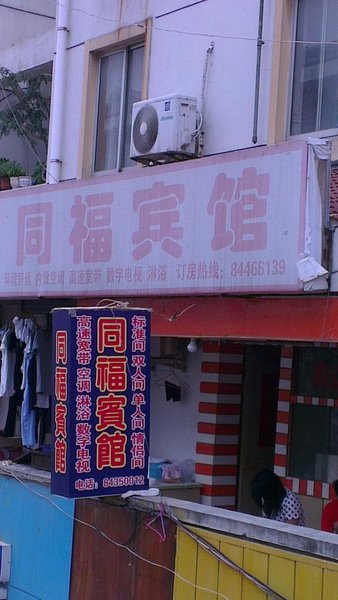 同福宾馆
环境舒适 内设空调 高速宽带 数字电视 淋浴 订房热线：84466139
同福賓館
同福賓館
标准间 双人间 单人间 情侣间
高速宽带 空调 淋浴 数字电视
电话：84350012